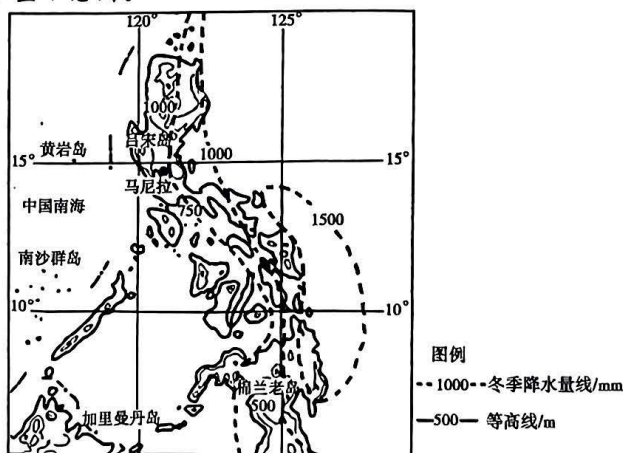 120°
125°
1000
吕宋岛
黄岩岛
1000
15°
15°
马尼拉
中国南海
750
1500
南沙群岛
10°
10°
图例
棉兰老岛
--1000--冬季降水量线/mm
500
加里曼丹岛
—500— 等高线/m